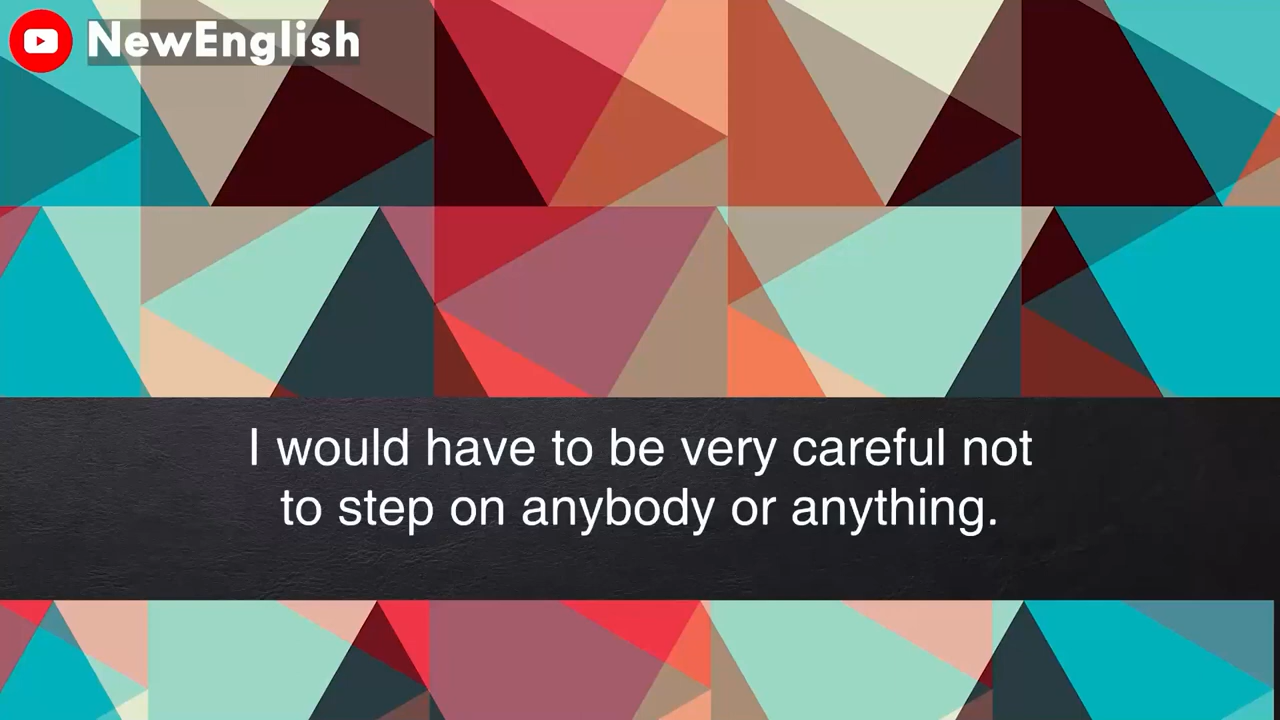 NewEnglish
I would have to be very careful not
to step on anybody or anything.